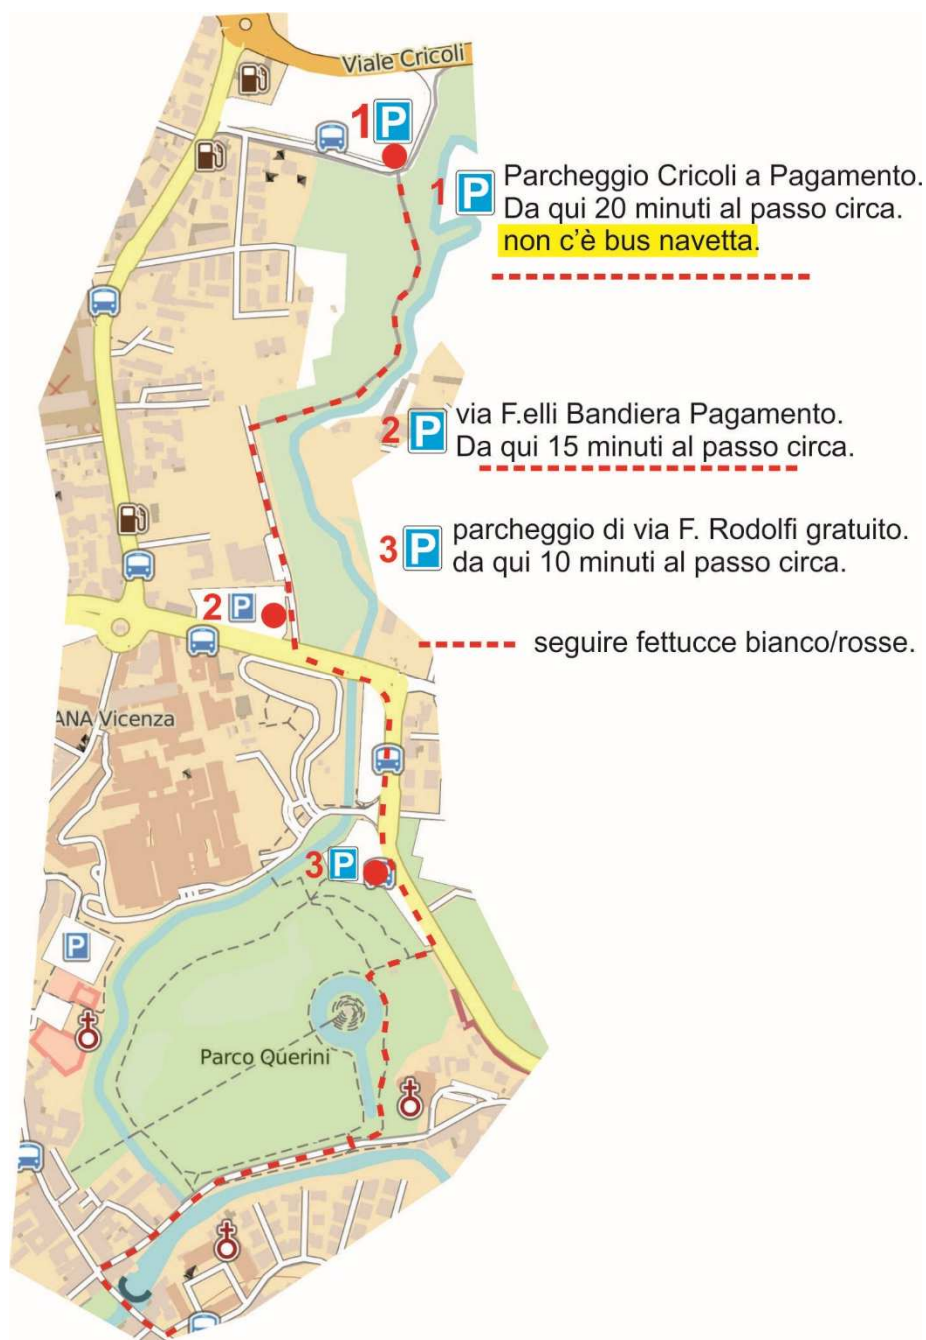 Viale Cricoli
1 P
1 P Parcheggio Cricoli a Pagamento.
Da qui 20 minuti al passo circa.
non c'è bus navetta.
2 P via F.elli Bandiera Pagamento.
Da qui 15 minuti al passo circa.
3 P parcheggio di via F. Rodolfi gratuito.
da qui 10 minuti al passo circa.
2 P
seguire fettucce bianco/rosse.
ANA Vicenza
3 P
P
Parco Querini